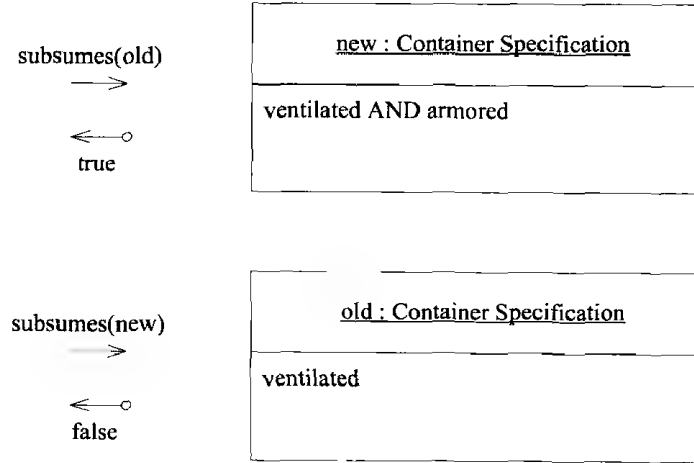 subsumes(old)
new : Container Specification
ventilated AND armored
true
subsumes(new)
old : Container Specification
ventilated
false